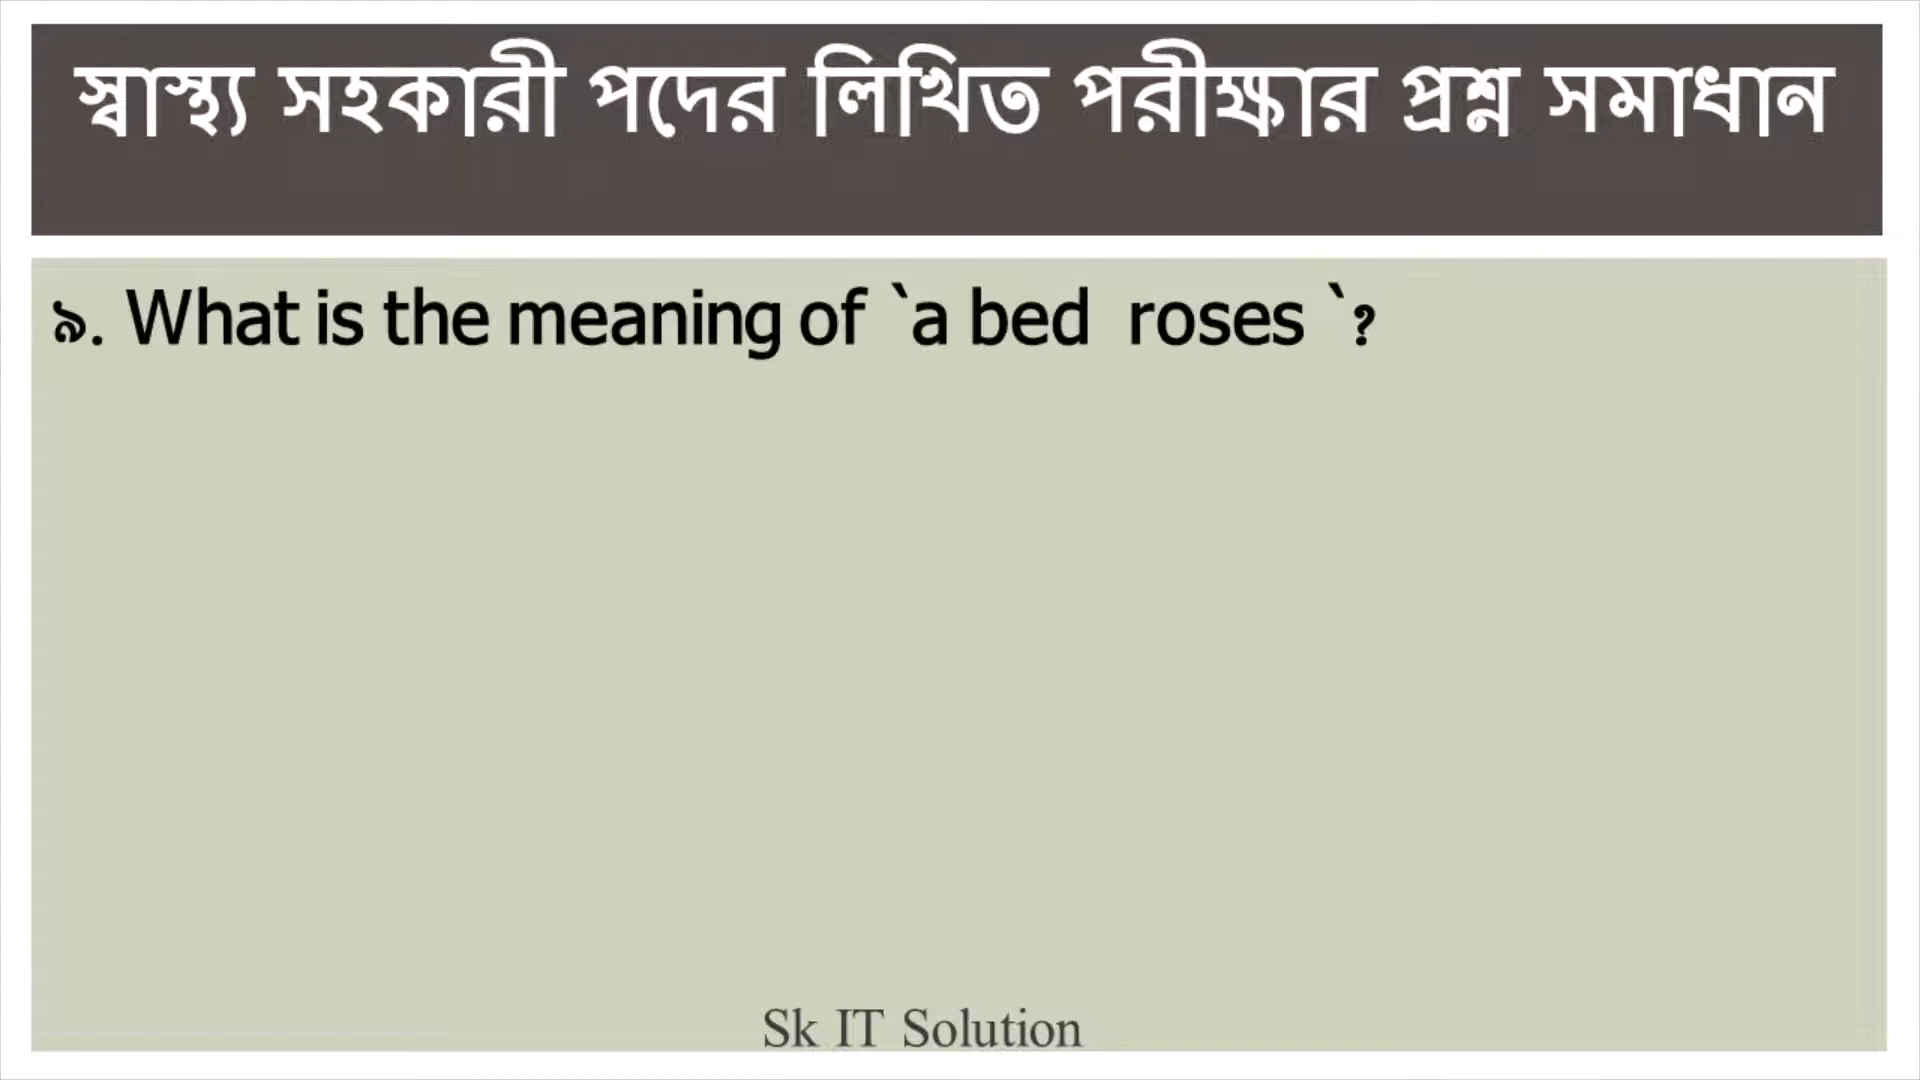 স্বাস্থ্য সহকারী পদের লিখিত পরীক্ষার প্রশ্ন সমাধান
৯. What is the meaning of `a bed  roses `?
Sk IT Solution